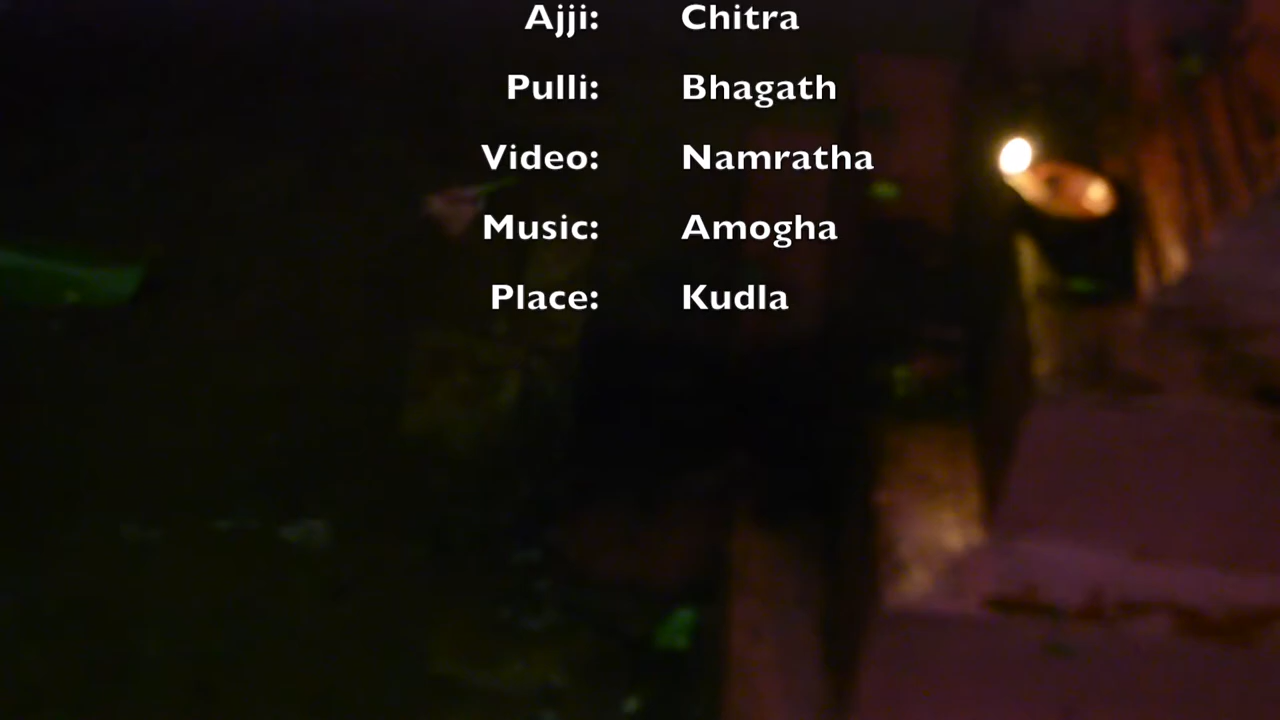 Ajji: Chitra
Pulli: Bhagath
Video: Namratha
Music: Amogha
Place: Kudla